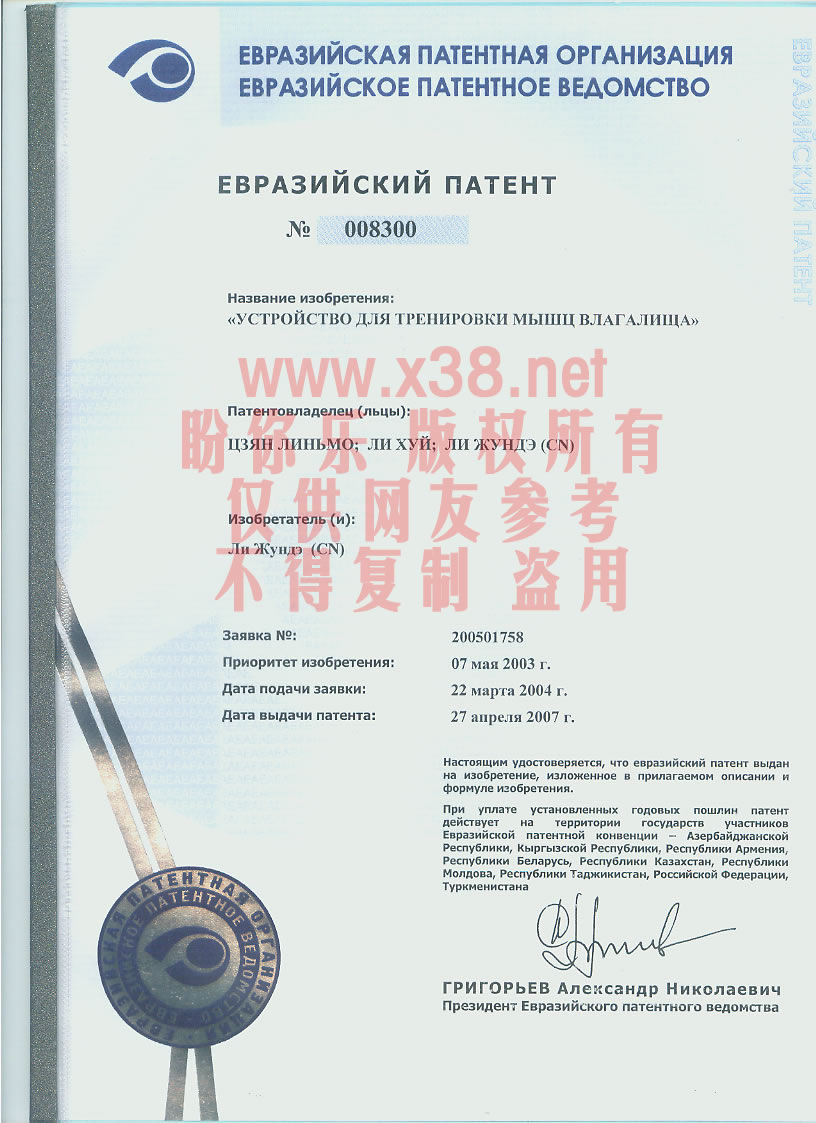 ЕВРАЗИЙСКАЯ ПАТЕНТНАЯ ОРГАНИЗАЦИЯ
ЕВРАЗИЙСКОЕ ПАТЕНТНОЕ ВЕДОМСТВО
ЕВРАЗИЙСКИЙ ПАТЕНТ
ЕВРАЗИЙСКИЙ ПАТЕНТ
№ 008300
Название изобретения:
«УСТРОЙСТВО ДЛЯ ТРЕНИРОВКИ МЫШЦ ВЛАГАЛИЩА»
www.x38.net
Патентовладелец (льцы):
盼你乐 版权所有
ЦЗЯН ЛИНЬМО; ЛИ ХУЙ; ЛИ ЖУНДЭ (CN)
仅供网友参考
Изобретатель (и):
Ли Жундэ (CN)
不得复制 盗用
Заявка №: 200501758
Приоритет изобретения: 07 мая 2003 г.
Дата подачи заявки: 22 марта 2004 г.
Дата выдачи патента: 27 апреля 2007 г.
Настоящим удостоверяется, что евразийский патент выдан
на изобретение, изложенное в прилагаемом описании и
формуле изобретения.
При уплате установленных годовых пошлин патент
действует на территории государств участников
Евразийской патентной конвенции – Азербайджанской
Республики, Кыргызской Республики, Республики Армения,
Республики Беларусь, Республики Казахстан, Республики
Молдова, Республики Таджикистан, Российской Федерации,
Туркменистана
ГРИГОРЬЕВ Александр Николаевич
Президент Евразийского патентного ведомства
ЕВРАЗИЙСКАЯ ПАТЕНТНАЯ ОРГАНИЗАЦИЯ
ЕВРАЗИЙСКОЕ ПАТЕНТНОЕ ВЕДОМСТВО